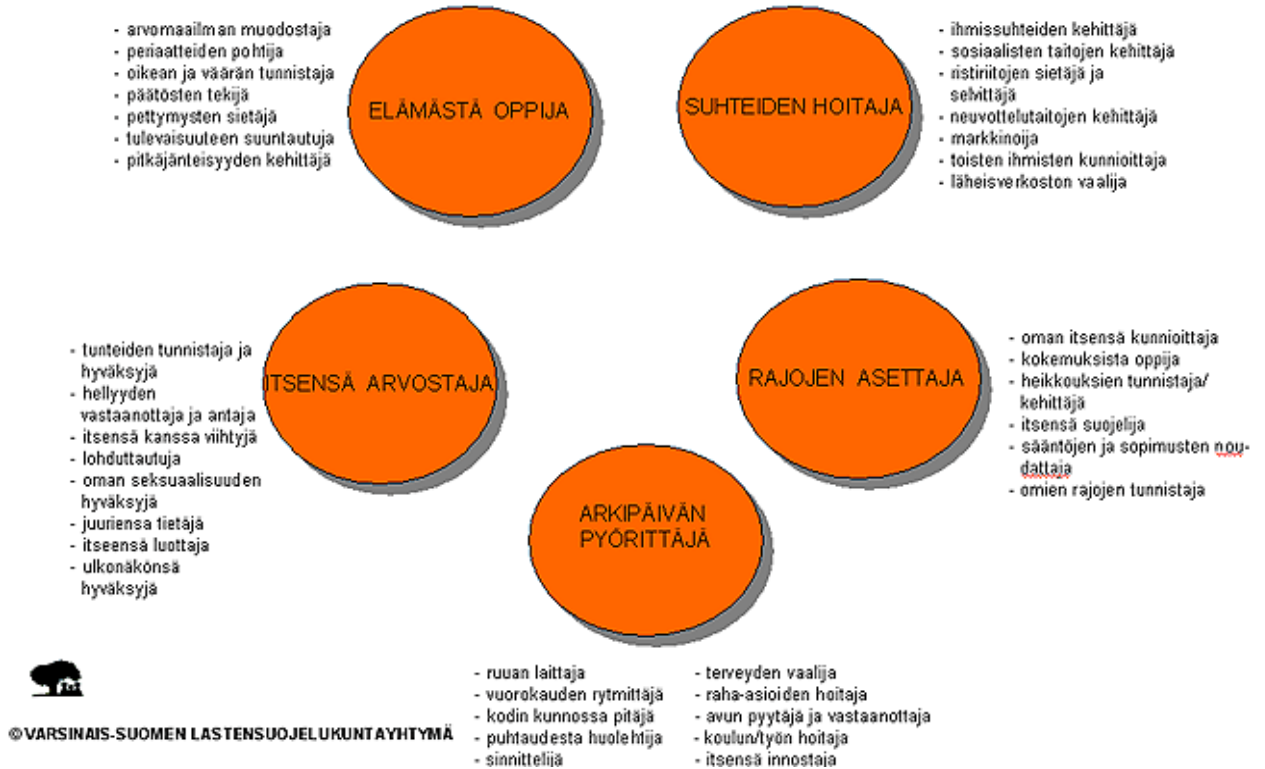 - arvomaailman muodostaja
- periaatteiden pohtija
- oikean ja väärän tunnistaja
- päätösten tekijä
- pettymysten sietäjä
- tulevaisuuteen suuntautuja
- pitkäjänteisyyden kehittäjä
ELÄMÄSTÄ OPPIJA
SUHTEIDEN HOITAJA
- ihmissuhteiden kehittäjä
- sosiaalisten taitojen kehittäjä
- ristiriitojen sietäjä ja
selvittäjä
- neuvottelutaitojen kehittäjä
- markkinoija
- toisten ihmisten kunnioittaja
- läheisverkoston vaalija
- tunteiden tunnistaja ja
hyväksyjä
- hellyyden
vastaanottaja ja antaja
- itsensä kanssa viihtyjä
- lohduttautuja
- oman seksuaalisuuden
hyväksyjä
- juuriensa tietäjä
- itseensä luottaja
- ulkonäkönsä
hyväksyjä
ITSENSÄ ARVOSTAJA
RAJOJEN ASETTAJA
- oman itsensä kunnioittaja
- kokemuksista oppija
- heikkouksien tunnistaja/
kehittäjä
- itsensä suojelija
- sääntöjen ja sopimusten nou-
dattaja
- omien rajojen tunnistaja
ARKIPÄIVÄN
PYÖRITTÄJÄ
- ruuan laittaja
- vuorokauden rytmittäjä
- kodin kunnossa pitäjä
- puhtaudesta huolehtija
- sinnittelijä
- terveyden vaalija
- raha-asioiden hoitaja
- avun pyytäjä ja vastaanottaja
- koulun/työn hoitaja
- itsensä innostaja
©VARSINAIS-SUOMEN LASTENSUOJELUKUNTAYHTYMÄ